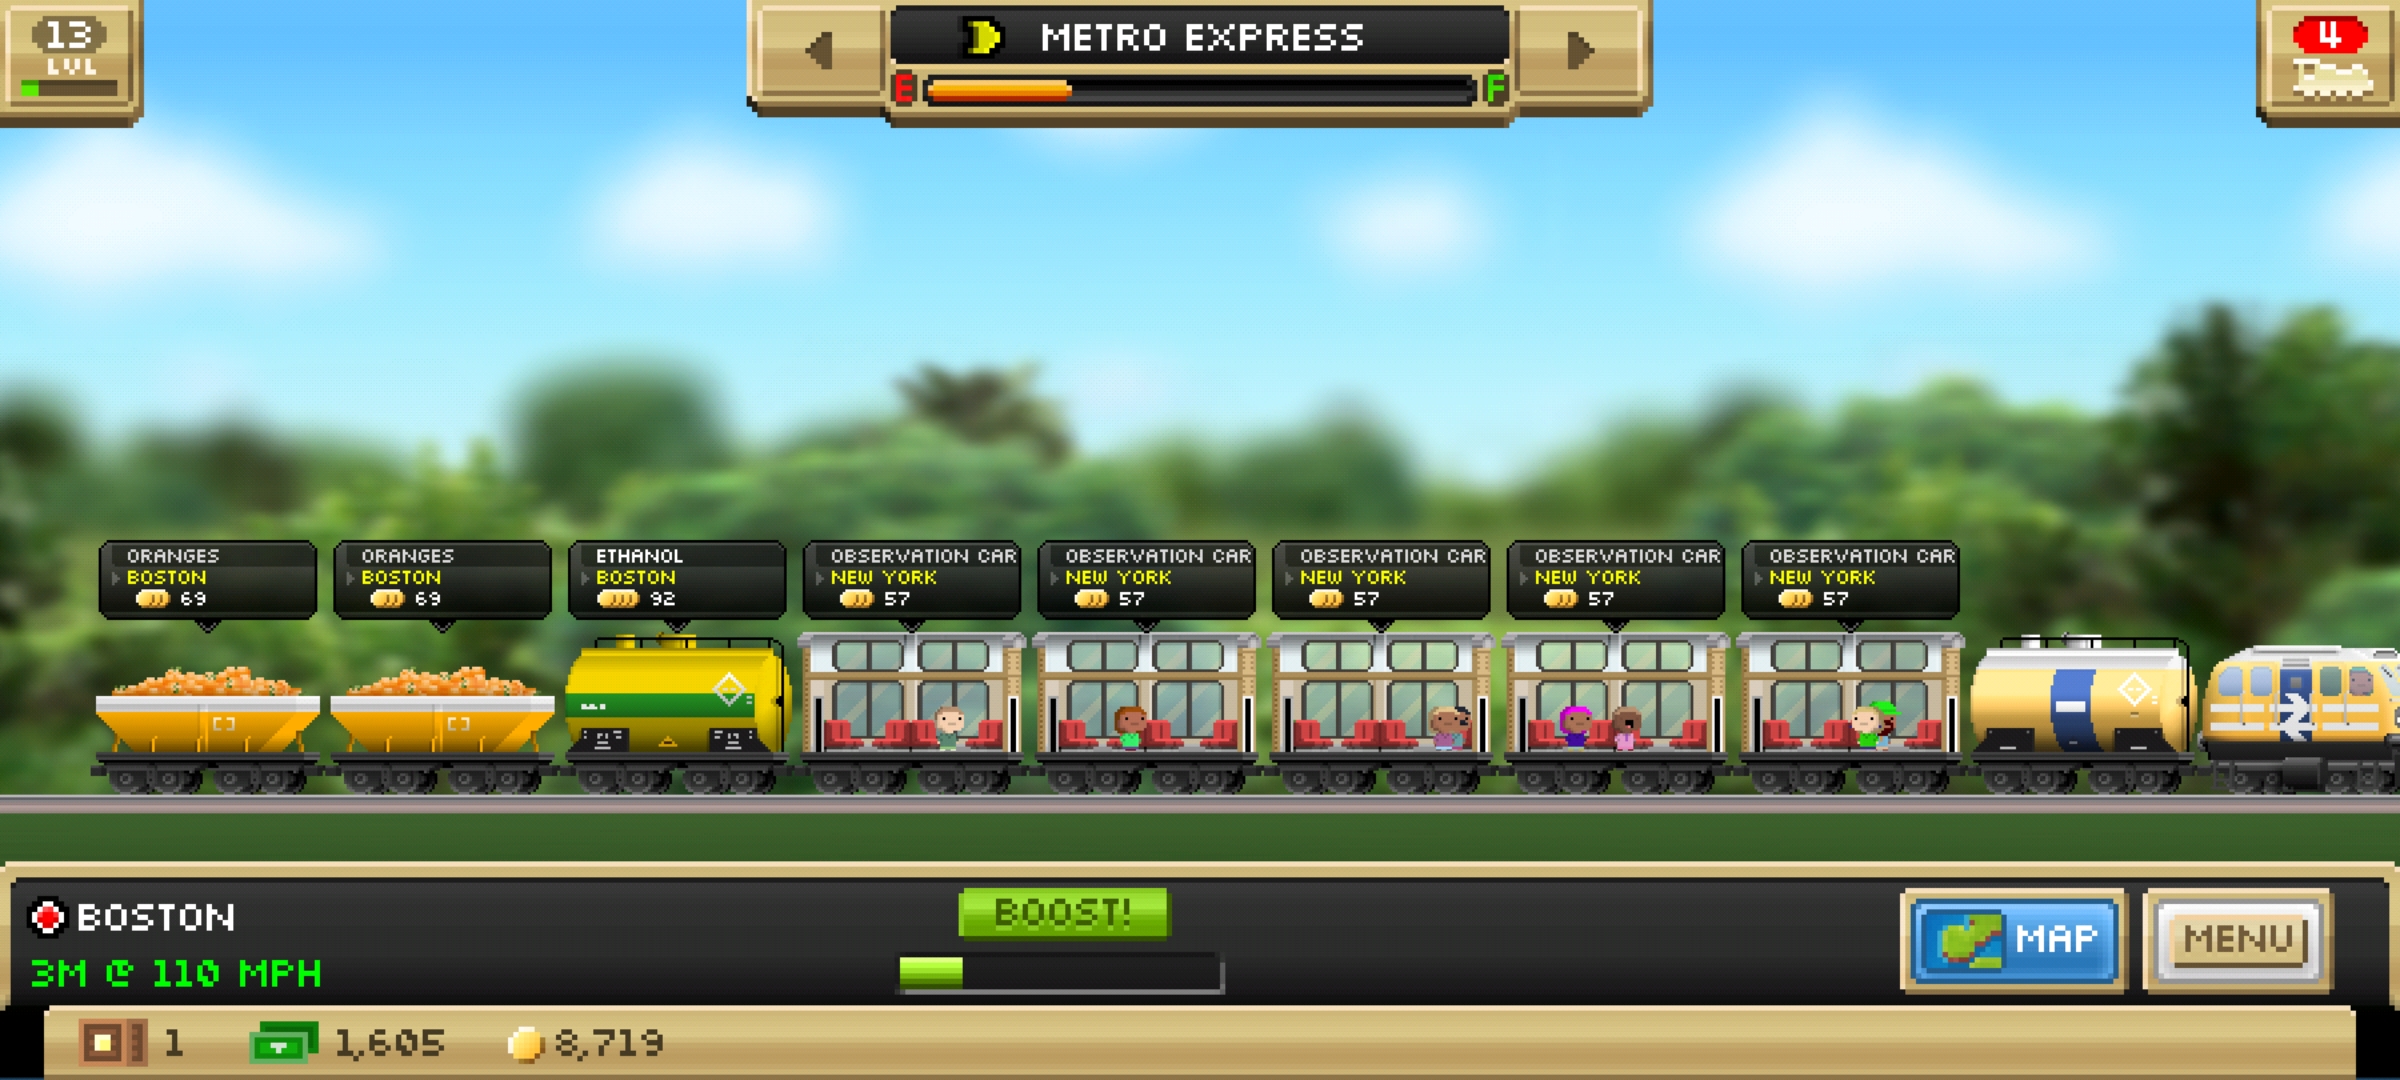 13
LVL
METRO EXPRESS
E
F
4
ORANGES
BOSTON
69
ORANGES
BOSTON
69
ETHANOL
BOSTON
92
OBSERVATION CAR
NEW YORK
57
OBSERVATION CAR
NEW YORK
57
OBSERVATION CAR
NEW YORK
57
OBSERVATION CAR
NEW YORK
57
OBSERVATION CAR
NEW YORK
57
BOSTON
3M @ 110 MPH
BOOST!
MAP
MENU
1
1,605
8,719